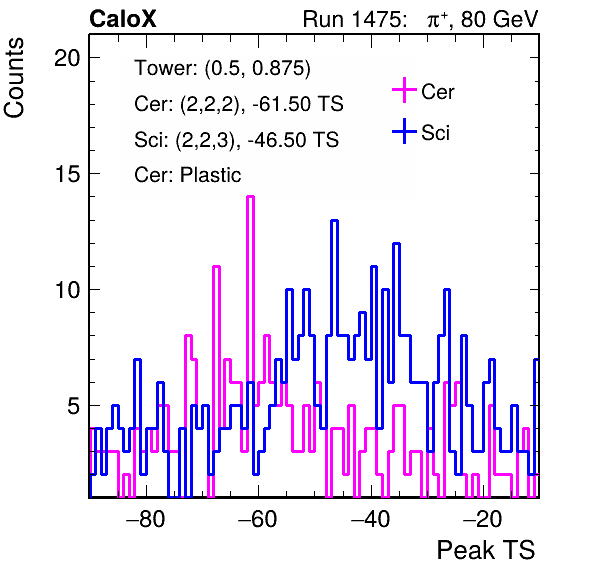 CaloX
Run 1475: π⁺, 80 GeV
Counts
20
15
10
5
Tower: (0.5, 0.875)
Cer: (2,2,2), -61.50 TS
Sci: (2,2,3), -46.50 TS
Cer: Plastic
Cer
Sci
−80
−60
−40
−20
Peak TS